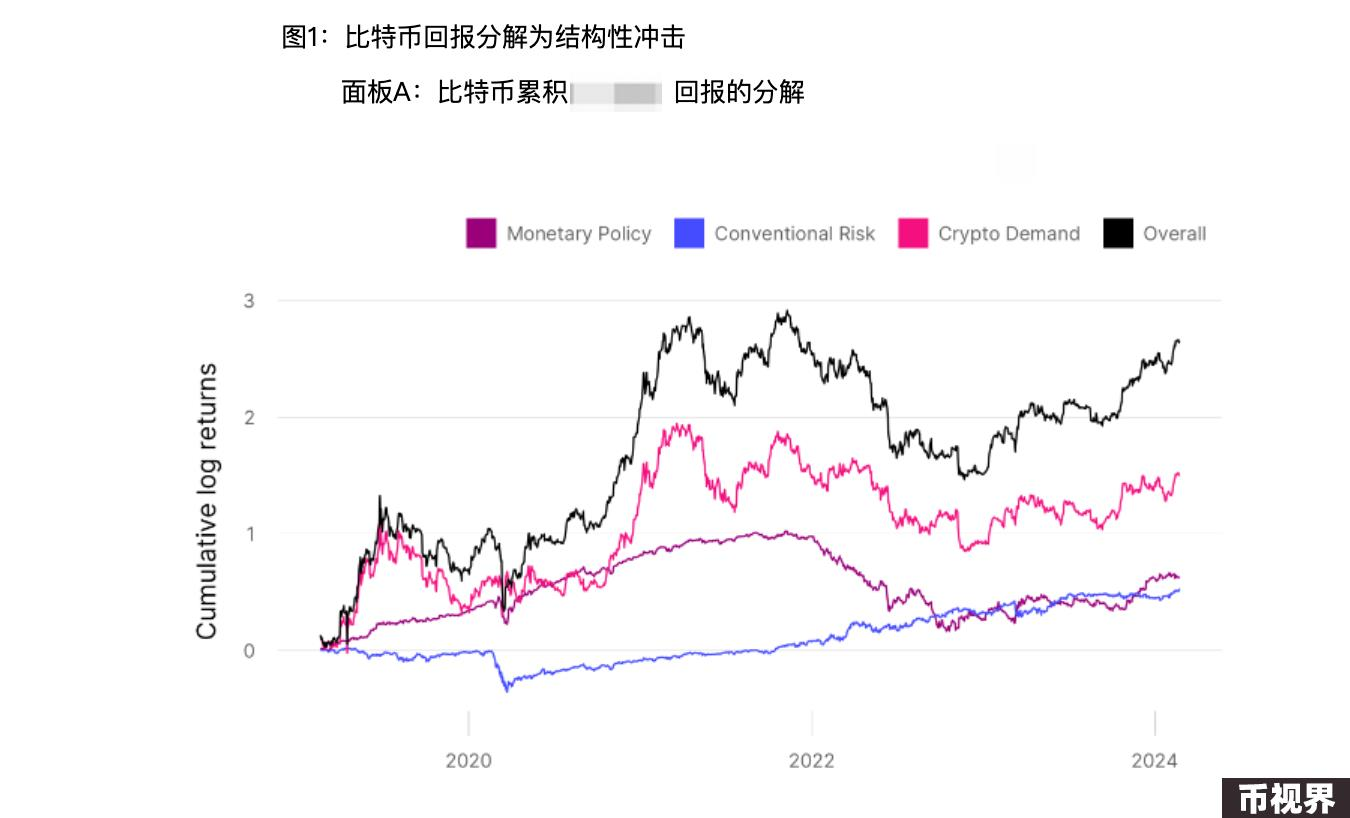 图1：比特币回报分解为结构性冲击
面板A：比特币累积 回报的分解
Monetary Policy Conventional Risk Crypto Demand Overall
Cumulative log returns
3
2
1
0
2020 2022 2024
币视界